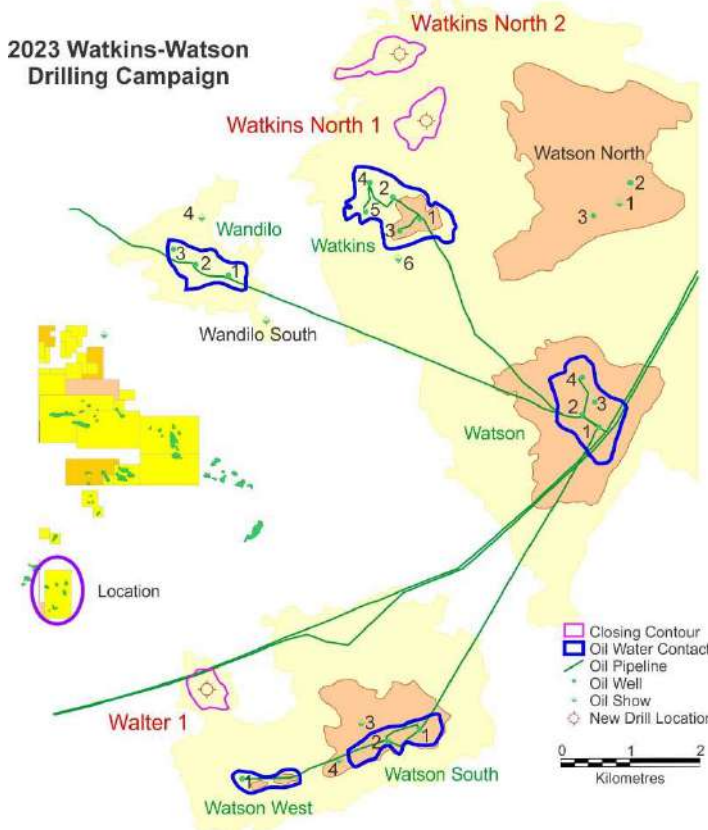 2023 Watkins-Watson
Drilling Campaign
Watkins North 2
Watkins North 1
Watson North
2
1
3
4
2
5
1
3
Watkins
6
4
Wandilo
3
2
1
Wandilo South
4
3
2
1
Watson
Location
Closing Contour
Oil Water Contact
Oil Pipeline
Oil Well
Oil Show
New Drill Location
0 1 2
Kilometres
Walter 1
3
1
2
4
Watson South
1
Watson West